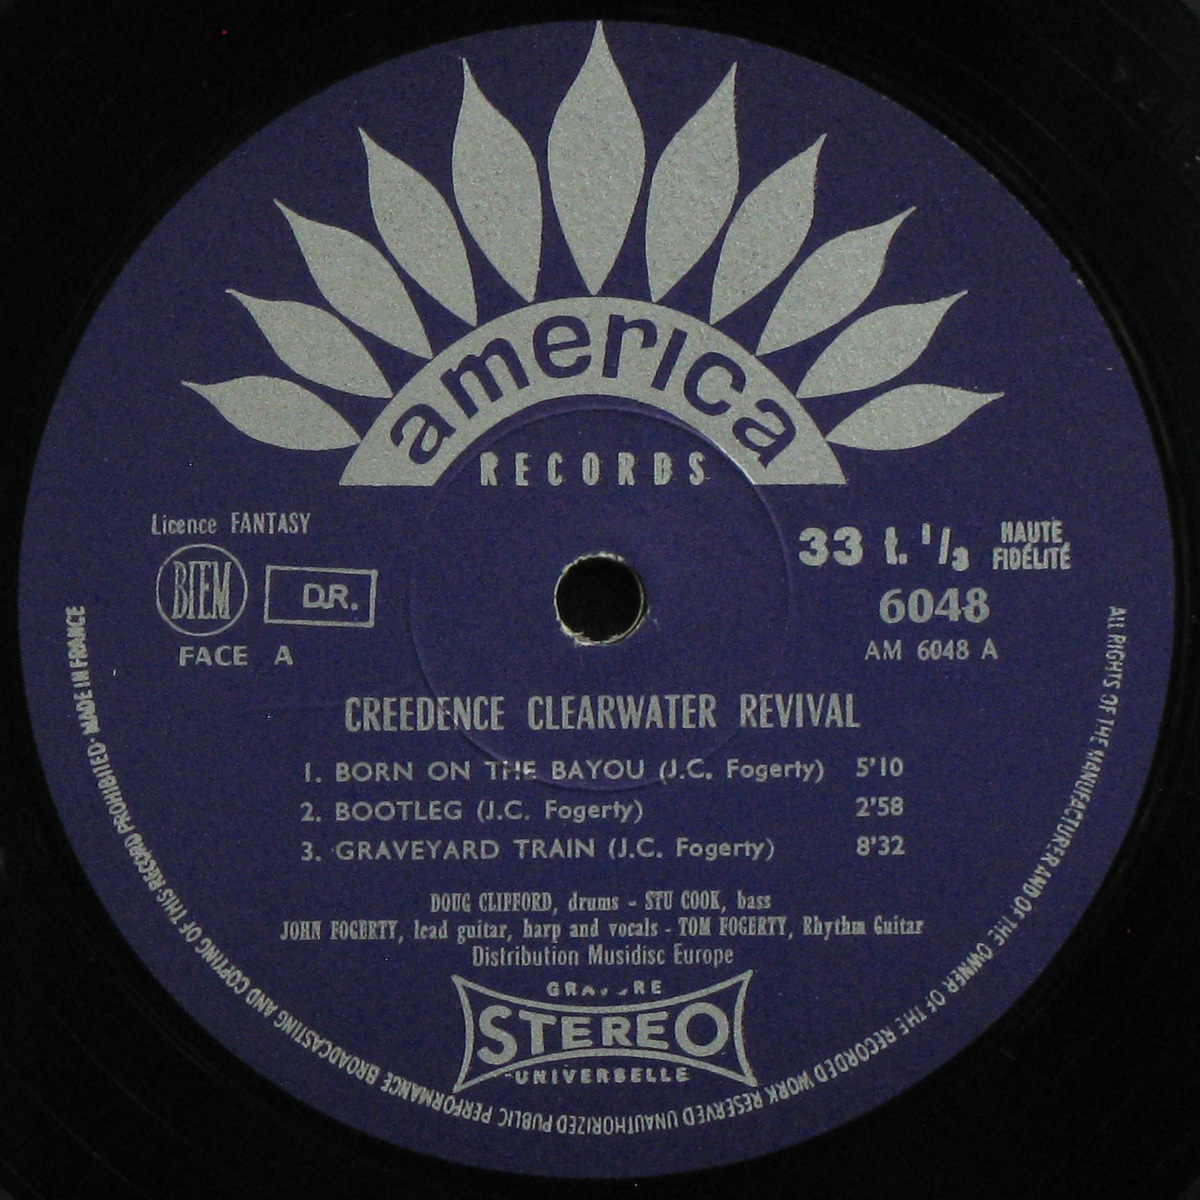 america
RECORDS
Licence FANTASY
BIEM
D.R.
FACE A
33 t. 1/3
HAUTE
FIDÉLITÉ
6048
AM 6048 A
CREEDENCE CLEARWATER REVIVAL
1. BORN ON THE BAYOU (J.C. Fogerty) 5'10
2. BOOTLEG (J.C. Fogerty) 2'58
3. GRAVEYARD TRAIN (J.C. Fogerty) 8'32
DOUG CLIFFORD, drums - STU COOK, bass
JOHN FOGERTY, lead guitar, harp and vocals - TOM FOGERTY, Rhythm Guitar
Distribution Musidisc Europe
GRAVURE
STEREO
UNIVERSELLE
ALL RIGHTS OF THE MANUFACTURER AND OF THE OWNER OF THE RECORDED WORK RESERVED UNAUTHORIZED PUBLIC PERFORMANCE BROADCASTING AND COPYING OF THIS RECORD PROHIBITED · MADE IN FRANCE